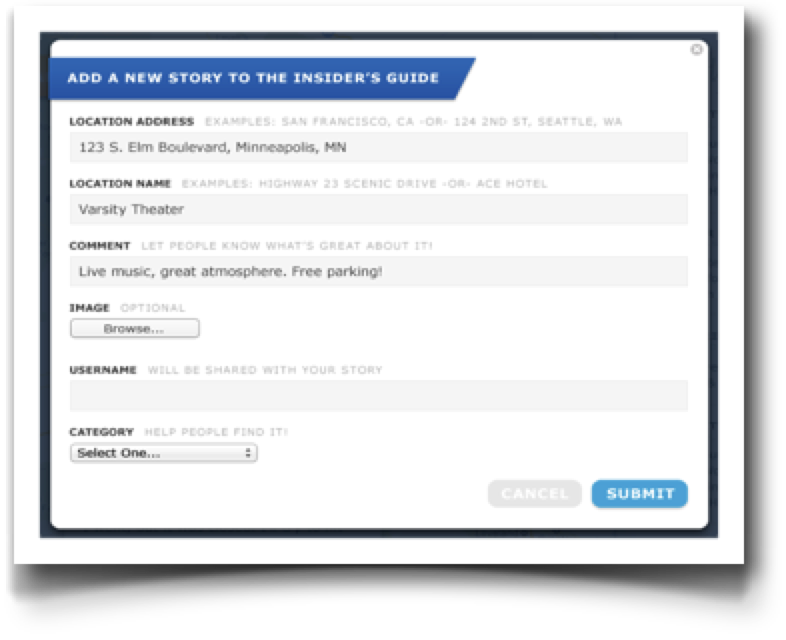 ADD A NEW STORY TO THE INSIDER'S GUIDE
LOCATION ADDRESS EXAMPLES: SAN FRANCISCO, CA -OR- 124 2ND ST, SEATTLE, WA
123 S. Elm Boulevard, Minneapolis, MN
LOCATION NAME EXAMPLES: HIGHWAY 23 SCENIC DRIVE -OR- ACE HOTEL
Varsity Theater
COMMENT LET PEOPLE KNOW WHAT'S GREAT ABOUT IT!
Live music, great atmosphere. Free parking!
IMAGE OPTIONAL
Browse...
USERNAME WILL BE SHARED WITH YOUR STORY
CATEGORY HELP PEOPLE FIND IT!
Select One...
CANCEL SUBMIT